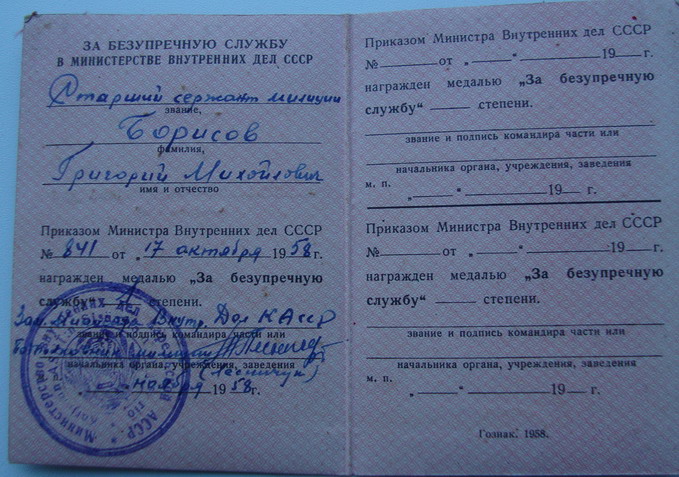 ЗА БЕЗУПРЕЧНУЮ СЛУЖБУ
В МИНИСТЕРСТВЕ ВНУТРЕННИХ ДЕЛ СССР
Старший сержант милиции
звание,
Борисов
фамилия,
Григорий Михайлович
имя и отчество
Приказом Министра Внутренних дел СССР
№ 841 от „17 октября 1958 г.
награжден медалью „За безупречную
службу“ степени.
Зам. Министра Внутр. Дел КАССР
звание и подпись командира части или
милиции
начальника органа, учреждения, заведения
ноября 1958 г.
Приказом Министра Внутренних дел СССР
№ — от „ — “ — 19 — г.
награжден медалью „За безупречную
службу“ — степени.
звание и подпись командира части или
начальника органа, учреждения, заведения
м. п. „ — “ — 19 — г.
Приказом Министра Внутренних дел СССР
№ — от „ — “ — 19 — г.
награжден медалью „За безупречную
службу“ — степени.
звание и подпись командира части или
начальника органа, учреждения, заведения
м. п.
„ — “ — 19 — г.
Гознак. 1958.